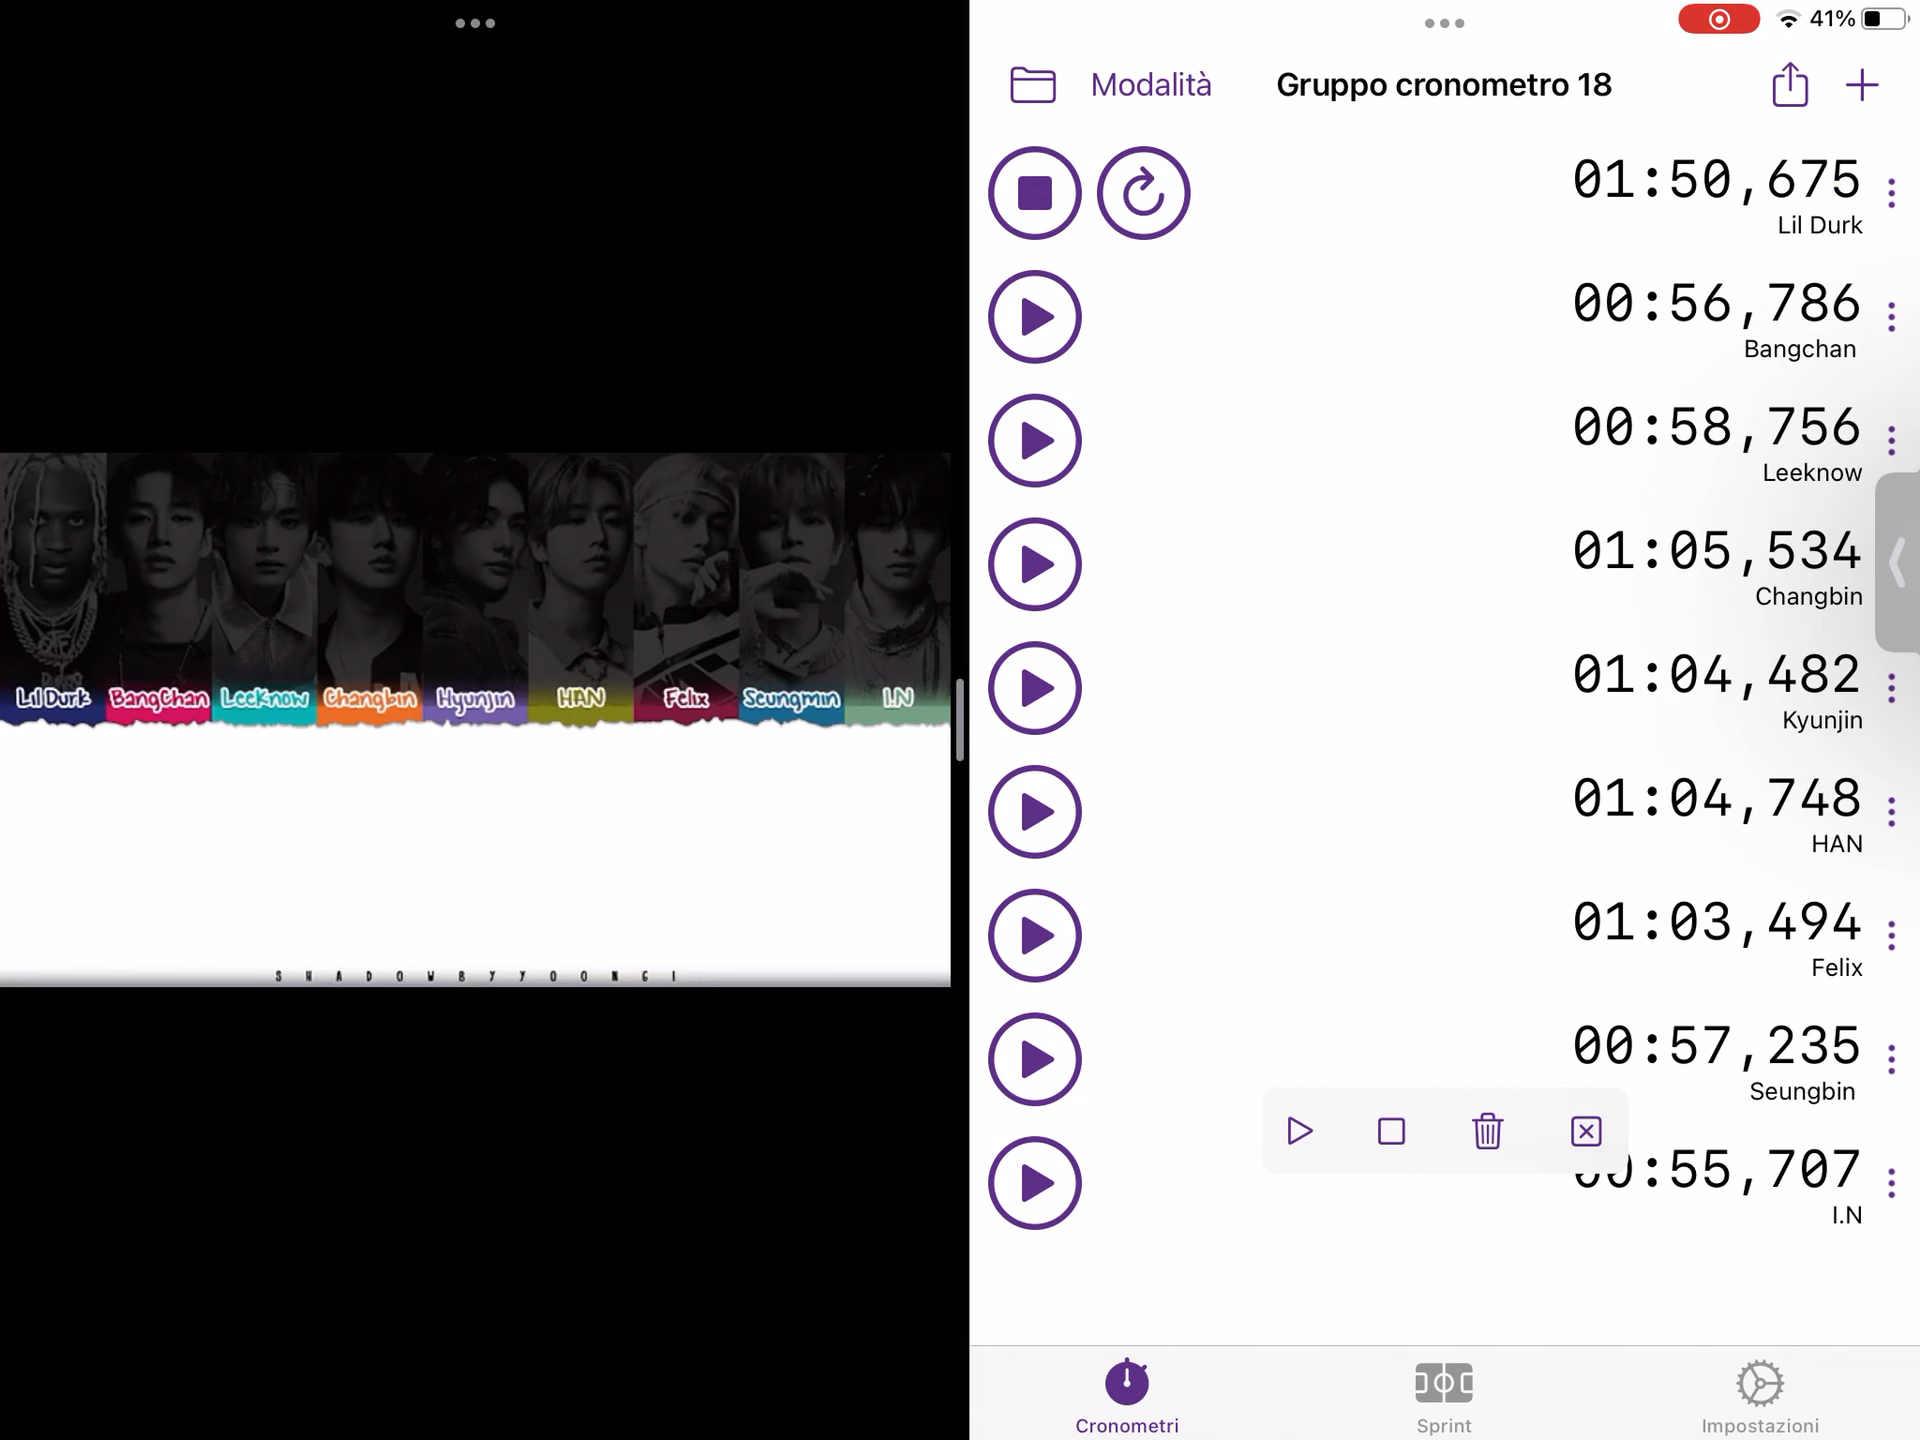 41%
Modalità
Gruppo cronometro 18
01:50,675
Lil Durk
00:56,786
Bangchan
00:58,756
Leeknow
01:05,534
Changbin
01:04,482
Kyunjin
01:04,748
HAN
01:03,494
Felix
00:57,235
Seungbin
00:55,707
I.N
Cronometri
Sprint
Impostazioni
Lil Durk BangChan LeeKnow Changbin Hyunjin HAN Felix Seungmin I.N
SHADOWBYYOONGI